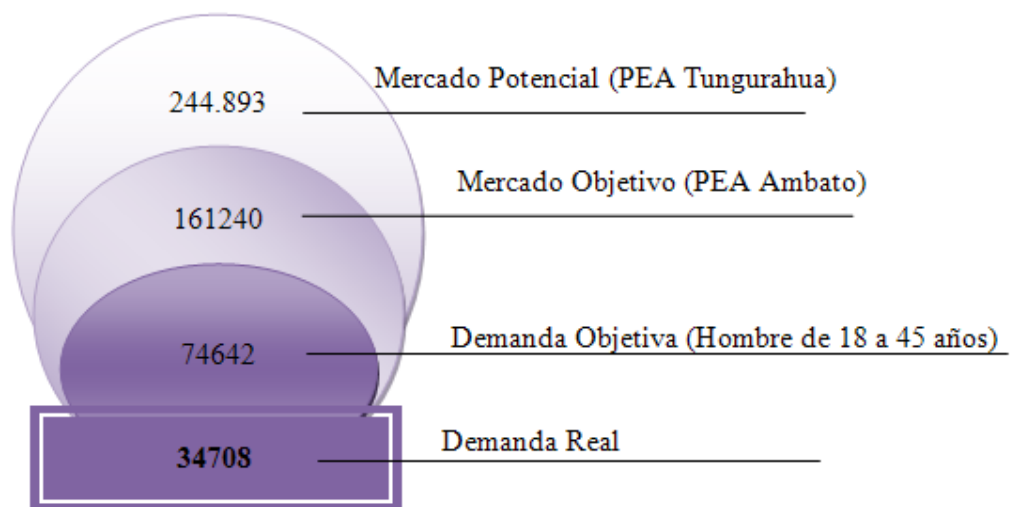 244.893
Mercado Potencial (PEA Tungurahua)
161240
Mercado Objetivo (PEA Ambato)
74642
Demanda Objetiva (Hombre de 18 a 45 años)
34708
Demanda Real